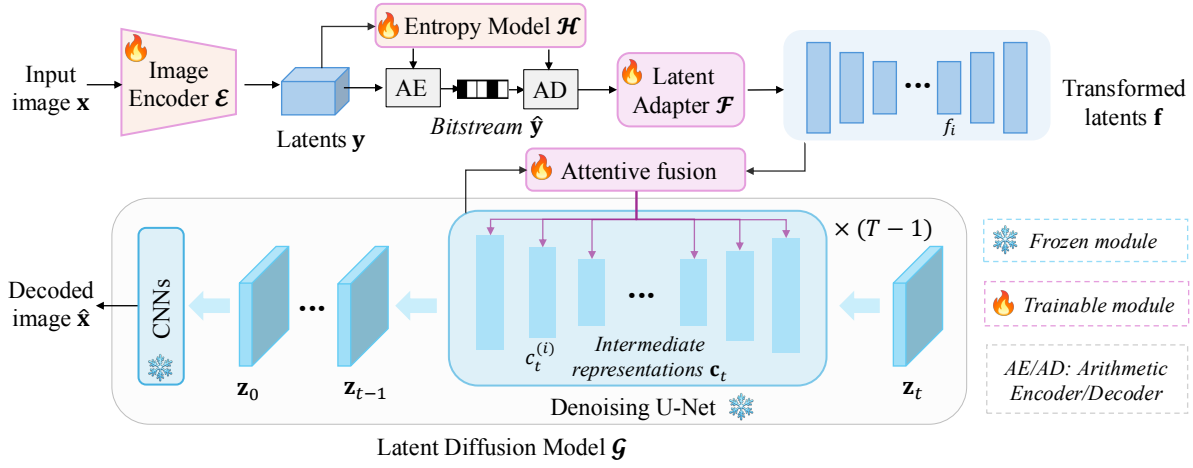 Input
image 𝐱
Image
Encoder 𝓔
Latents 𝐲
Entropy Model 𝓗
AE
AD
Bitstream ŷ
Latent
Adapter 𝓕
f_i
Transformed
latents 𝐟
Attentive fusion
× (T − 1)
Decoded
image x̂
CNNs
𝐳_0
𝐳_{t−1}
c_t^{(i)}
Intermediate
representations 𝐜_t
𝐳_t
Denoising U-Net
Latent Diffusion Model 𝓖
Frozen module
Trainable module
AE/AD: Arithmetic
Encoder/Decoder